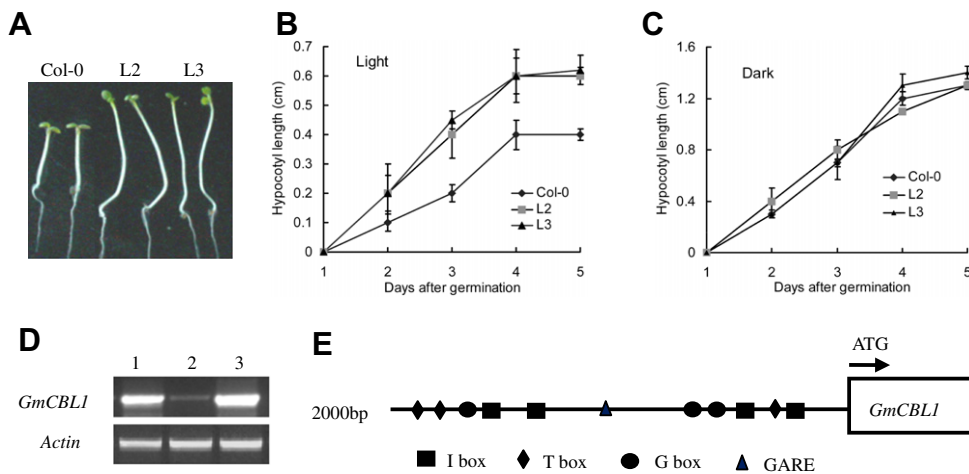 A
Col-0 L2 L3
B
Light
Hypocotyl length (cm)
0.7
0.6
0.5
0.4
0.3
0.2
0.1
0
1 2 3 4 5
Days after germination
Col-0
L2
L3
C
Dark
Hypocotyl length (cm)
1.6
1.2
0.8
0.4
0
1 2 3 4 5
Days after germination
Col-0
L2
L3
D
1 2 3
GmCBL1
Actin
E
ATG
2000bp
GmCBL1
I box T box G box GARE